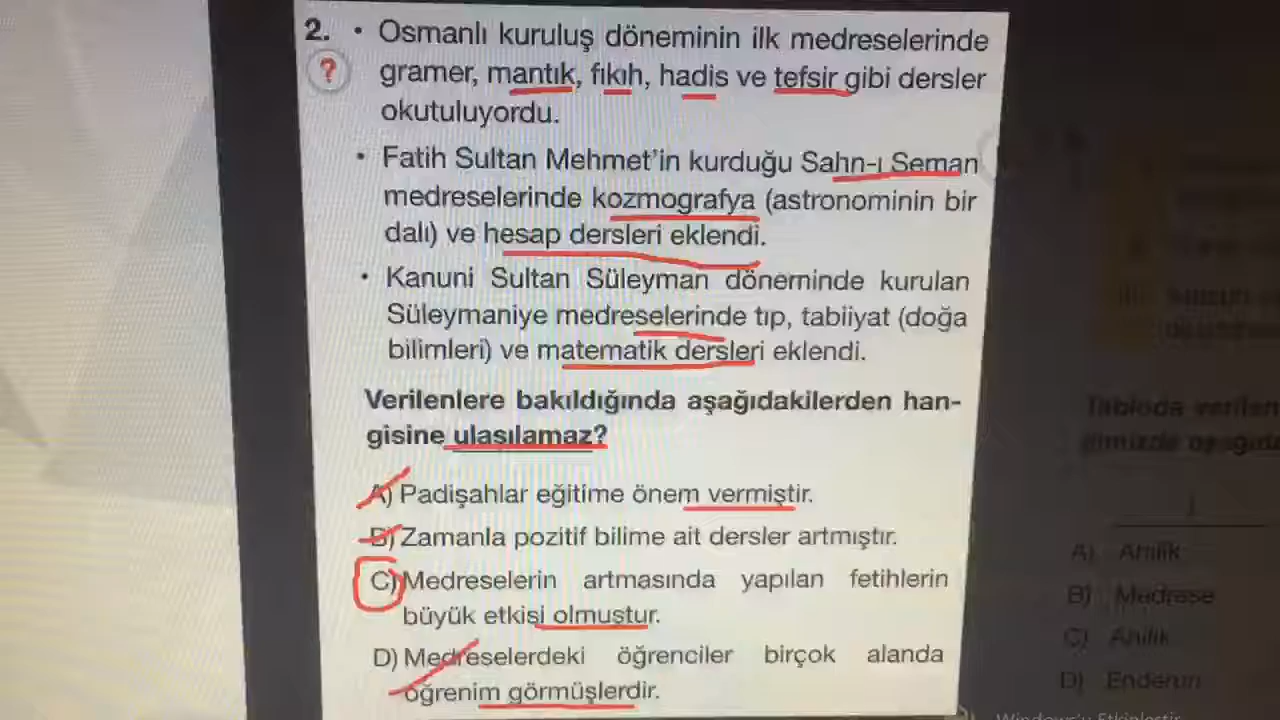 2. • Osmanlı kuruluş döneminin ilk medreselerinde
? gramer, mantık, fıkıh, hadis ve tefsir gibi dersler
okutuluyordu.
• Fatih Sultan Mehmet'in kurduğu Sahn-ı Seman
medreselerinde kozmografya (astronominin bir
dalı) ve hesap dersleri eklendi.
• Kanuni Sultan Süleyman döneminde kurulan
Süleymaniye medreselerinde tıp, tabiiyat (doğa
bilimleri) ve matematik dersleri eklendi.
Verilenlere bakıldığında aşağıdakilerden han-
gisine ulaşılamaz?
A) Padişahlar eğitime önem vermiştir.
B) Zamanla pozitif bilime ait dersler artmıştır.
C) Medreselerin artmasında yapılan fetihlerin
büyük etkisi olmuştur.
D) Medreselerdeki öğrenciler birçok alanda
öğrenim görmüşlerdir.
Tabloda verilen
I
A) Ahilik
B) Medrese
C) Ahilik
D) Enderun
Windows'u Etkinleştir